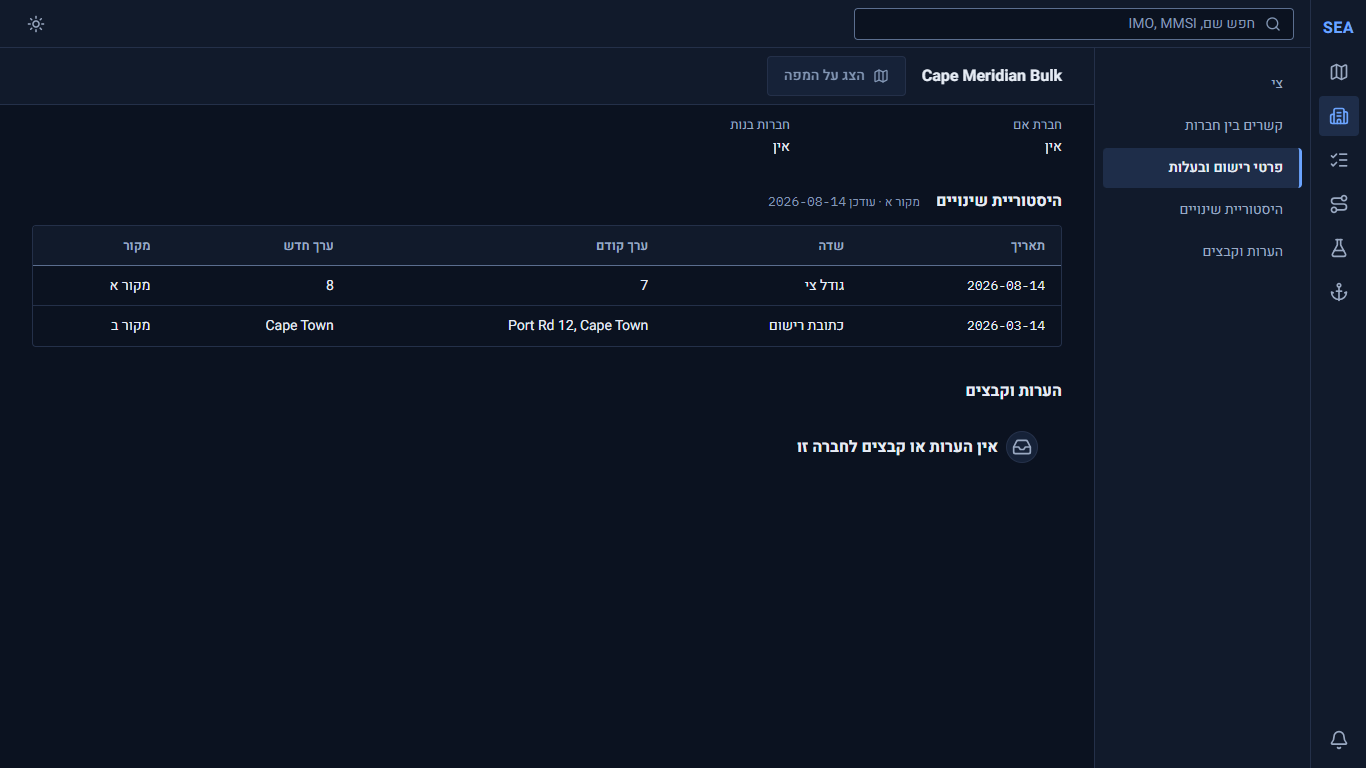 SEA
חפש שם, IMO, MMSI
צי
קשרים בין חברות
פרטי רישום ובעלות
היסטוריית שינויים
הערות וקבצים
Cape Meridian Bulk
הצג על המפה
חברת אם
אין
חברות בנות
אין
היסטוריית שינויים מקור א · עודכן 2026-08-14
תאריך שדה ערך קודם ערך חדש מקור
2026-08-14 גודל צי 7 8 מקור א
2026-03-14 כתובת רישום Port Rd 12, Cape Town Cape Town מקור ב
הערות וקבצים
אין הערות או קבצים לחברה זו